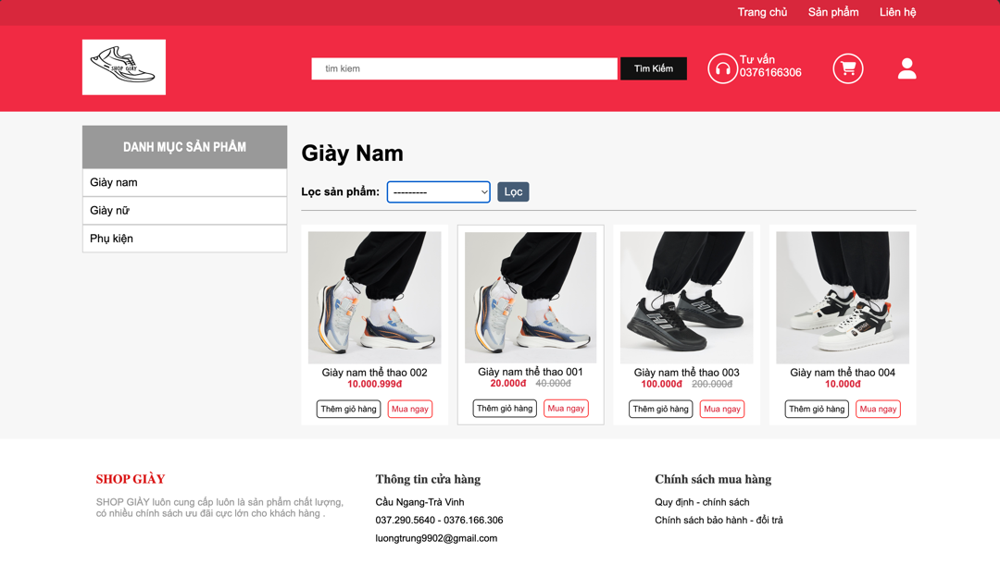 Trang chủ
Sản phẩm
Liên hệ
SHOP GIÀY
tim kiem
Tìm Kiếm
Tư vấn
0376166306
DANH MỤC SẢN PHẨM
Giày nam
Giày nữ
Phụ kiện
Giày Nam
Lọc sản phẩm:
---------
Lọc
Giày nam thể thao 002
10.000.999đ
Thêm giỏ hàng
Mua ngay
Giày nam thể thao 001
20.000đ 40.000đ
Thêm giỏ hàng
Mua ngay
Giày nam thể thao 003
100.000đ 200.000đ
Thêm giỏ hàng
Mua ngay
Giày nam thể thao 004
10.000đ
Thêm giỏ hàng
Mua ngay
SHOP GIÀY
SHOP GIÀY luôn cung cấp luôn là sản phẩm chất lượng,
có nhiều chính sách ưu đãi cực lớn cho khách hàng .
Thông tin cửa hàng
Cầu Ngang-Trà Vinh
037.290.5640 - 0376.166.306
luongtrung9902@gmail.com
Chính sách mua hàng
Quy định - chính sách
Chính sách bảo hành - đổi trả